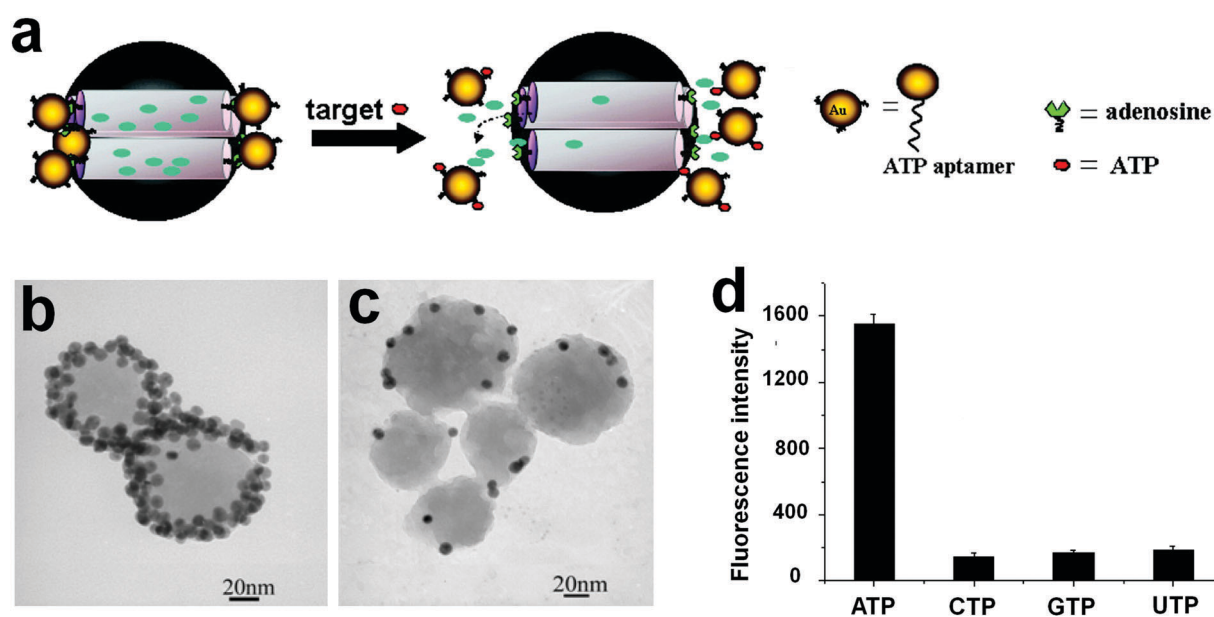 a
target
Au
=
ATP aptamer
= adenosine
= ATP
b
20nm
c
20nm
d
Fluorescence intensity
1600
1200
800
400
0
ATP CTP GTP UTP